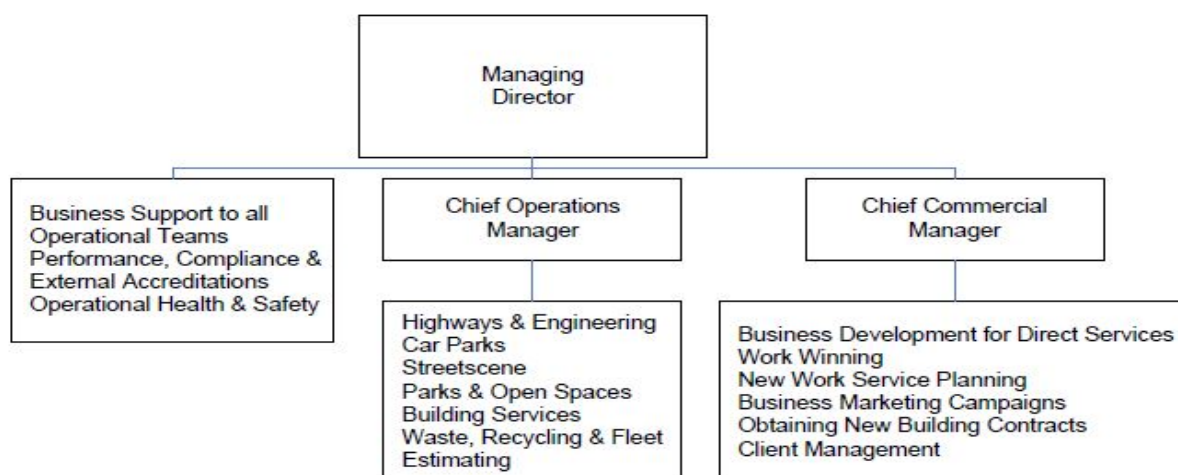 Managing
Director
Business Support to all
Operational Teams
Performance, Compliance &
External Accreditations
Operational Health & Safety
Chief Operations
Manager
Chief Commercial
Manager
Highways & Engineering
Car Parks
Streetscene
Parks & Open Spaces
Building Services
Waste, Recycling & Fleet
Estimating
Business Development for Direct Services
Work Winning
New Work Service Planning
Business Marketing Campaigns
Obtaining New Building Contracts
Client Management